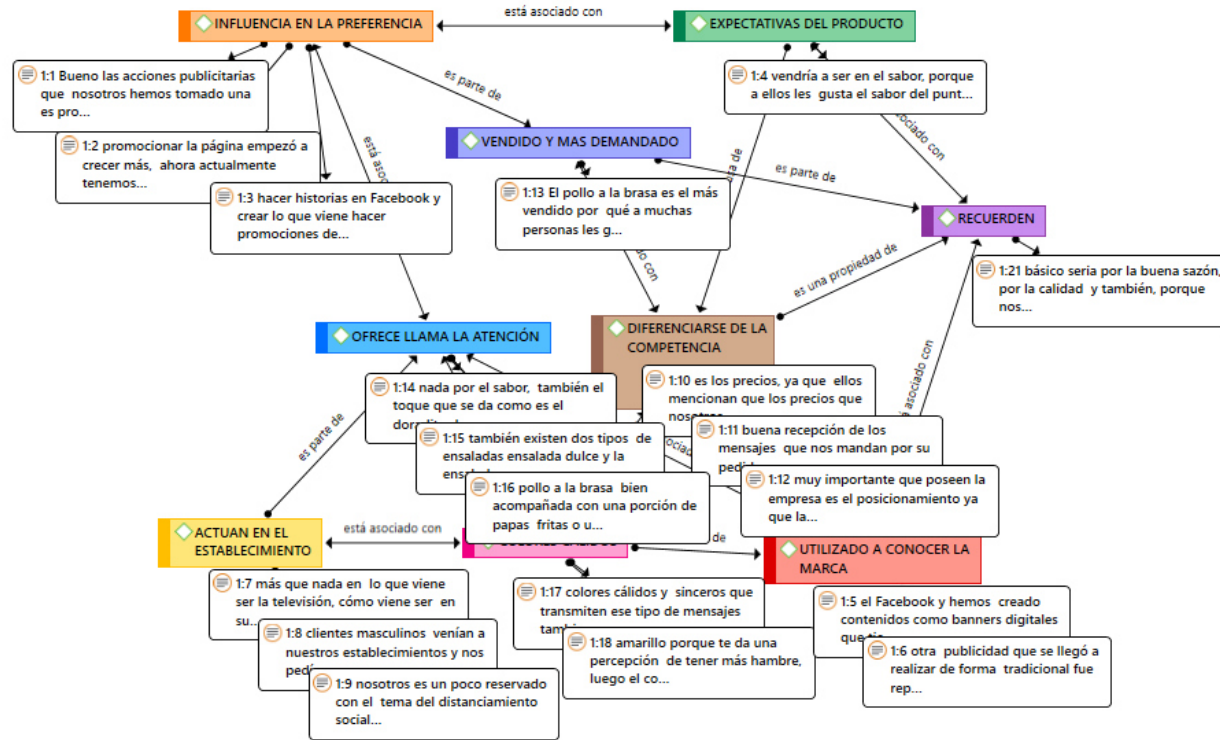 INFLUENCIA EN LA PREFERENCIA
está asociado con
EXPECTATIVAS DEL PRODUCTO
1:1 Bueno las acciones publicitarias
que nosotros hemos tomado una
es pro...
1:4 vendría a ser en el sabor, porque
a ellos les gusta el sabor del punt...
es parte de
1:2 promocionar la página empezó a
crecer más, ahora actualmente
tenemos...
VENDIDO Y MAS DEMANDADO
asociado con
está
de
1:3 hacer historias en Facebook y
crear lo que viene hacer
promociones de...
1:13 El pollo a la brasa es el más
vendido por qué a muchas
personas les g...
es parte de
RECUERDEN
con
es una propiedad de
1:21 básico seria por la buena sazón,
por la calidad y también, porque
nos...
OFRECE LLAMA LA ATENCIÓN
DIFERENCIARSE DE LA
COMPETENCIA
asociado con
1:14 nada por el sabor, también el
toque que se da como es el
1:10 es los precios, ya que ellos
mencionan que los precios que
es parte de
1:15 también existen dos tipos de
ensaladas ensalada dulce y la
1:11 buena recepción de los
mensajes que nos mandan por su
1:16 pollo a la brasa bien
acompañada con una porción de
papas fritas o u...
1:12 muy importante que poseen la
empresa es el posicionamiento ya
que la...
ACTUAN EN EL
ESTABLECIMIENTO
está asociado con
de
UTILIZADO A CONOCER LA
MARCA
1:7 más que nada en lo que viene
ser la televisión, cómo viene ser en
su...
1:17 colores cálidos y sinceros que
transmiten ese tipo de mensajes
1:5 el Facebook y hemos creado
contenidos como banners digitales
que
1:8 clientes masculinos venían a
nuestros establecimientos y nos
1:18 amarillo porque te da una
percepción de tener más hambre,
luego el co...
1:6 otra publicidad que se llegó a
realizar de forma tradicional fue
rep...
1:9 nosotros es un poco reservado
con el tema del distanciamiento
social...